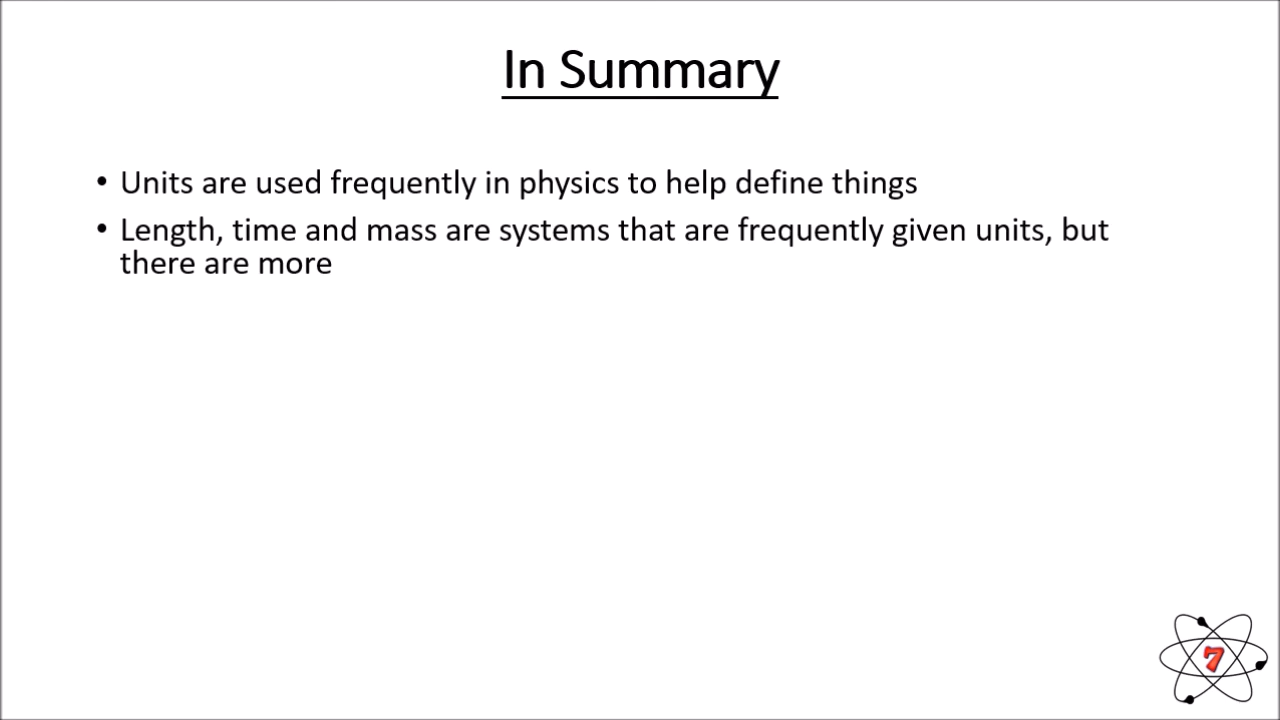 In Summary
• Units are used frequently in physics to help define things
• Length, time and mass are systems that are frequently given units, but
there are more
7